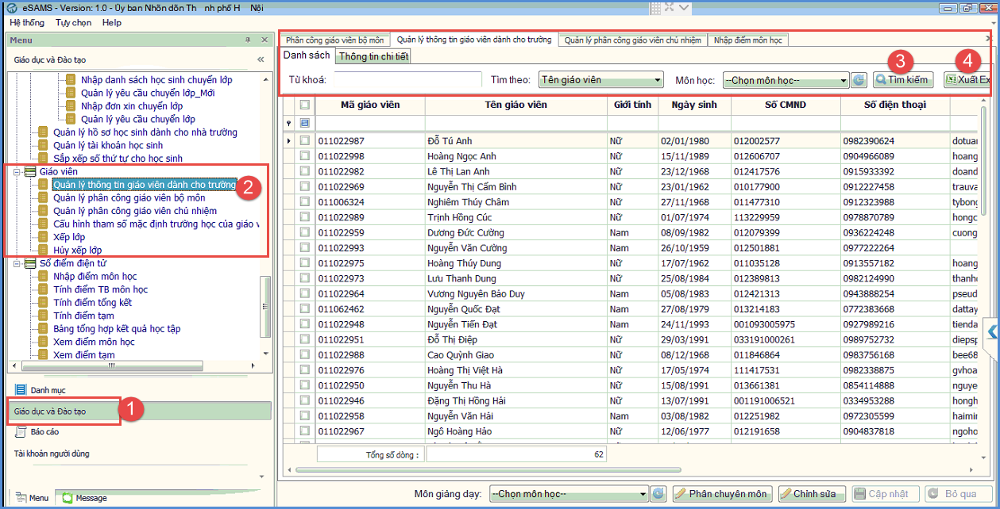 eSAMS - Version: 1.0 - Ủy ban Nhõn dõn Th nh phố H Nội
Hệ thống Tùy chọn Help
Menu
Giáo dục và Đào tạo
Nhập danh sách học sinh chuyển lớp
Quản lý yêu cầu chuyển lớp_Mới
Nhập đơn xin chuyển lớp
Quản lý yêu cầu chuyển lớp
Quản lý hồ sơ học sinh dành cho nhà trường
Quản lý tài khoản học sinh
Sắp xếp số thứ tự cho học sinh
Giáo viên
Quản lý thông tin giáo viên dành cho trường
2
Quản lý phân công giáo viên bộ môn
Quản lý phân công giáo viên chủ nhiệm
Cấu hình tham số mặc định trường học của giáo v
Xếp lớp
Hủy xếp lớp
Sổ điểm điện tử
Nhập điểm môn học
Tính điểm TB môn học
Tính điểm tổng kết
Tính điểm tạm
Bảng tổng hợp kết quả học tập
Xem điểm môn học
Xem điểm tạm
Danh mục
Giáo dục và Đào tạo
1
Báo cáo
Tài khoản người dùng
Menu Message
Phân công giáo viên bộ môn Quản lý thông tin giáo viên dành cho trường Quản lý phân công giáo viên chủ nhiệm Nhập điểm môn học
Danh sách Thông tin chi tiết
3 4
Từ khoá: Tìm theo: Tên giáo viên Môn học: --Chọn môn học-- Tìm kiếm Xuất Ex
Mã giáo viên Tên giáo viên Giới tính Ngày sinh Số CMND Số điện thoại
011022987 Đỗ Tú Anh Nữ 02/01/1980 012002577 0982390624 dotuan
011022998 Hoàng Ngọc Anh Nữ 15/11/1989 012606707 0904966089 hoang
011022982 Lê Thị Lan Anh Nữ 23/12/1968 012417576 0915933392 doand
011022969 Nguyễn Thị Cẩm Bình Nữ 23/01/1962 010177900 0912227458 trauva
011006324 Nghiêm Thúy Châm Nữ 27/11/1968 011477310 0912323988 tybong
011022989 Trịnh Hồng Cúc Nữ 01/07/1974 113229959 0978870789 hongc
011022959 Dương Đức Cường Nam 08/09/1982 012079399 0936224248 cuong
011022993 Nguyễn Văn Cường Nam 26/10/1959 012501881 0977222264
011022975 Hoàng Thúy Dung Nữ 17/07/1962 011035128 0913557182 hoang
011022973 Lưu Thanh Dung Nữ 25/08/1984 012389813 0982124990 thanh
011022964 Vương Nguyên Bảo Duy Nam 05/08/1983 012421313 0943888254 pseud
011062462 Nguyễn Quốc Đạt Nam 27/08/1979 013214183 0772383668 dattay
011022948 Nguyễn Tiến Đạt Nam 24/11/1993 001093005975 0927989216 tienda
011022951 Đỗ Thị Điệp Nữ 29/03/1991 033191000261 0989752732 diepsp
011022988 Cao Quỳnh Giao Nữ 08/12/1968 011846864 0983756168 bee68
011022976 Hoàng Thị Việt Hà Nữ 17/05/1974 111417531 0982338875 gvhoa
011022950 Nguyễn Thu Hà Nữ 15/08/1991 013661381 0854114888 nguye
011022946 Đặng Thị Hồng Hải Nữ 13/07/1991 001191006521 0334953288 hongh
011022958 Nguyễn Văn Hải Nam 03/08/1982 012251982 0972305599 haimin
011022967 Ngô Hoàng Hảo Nữ 12/06/1977 012191658 0904837818 ngoho
Tổng số dòng : 62
Môn giảng dạy: --Chọn môn học-- Phân chuyên môn Chỉnh sửa Cập nhật Bỏ qua